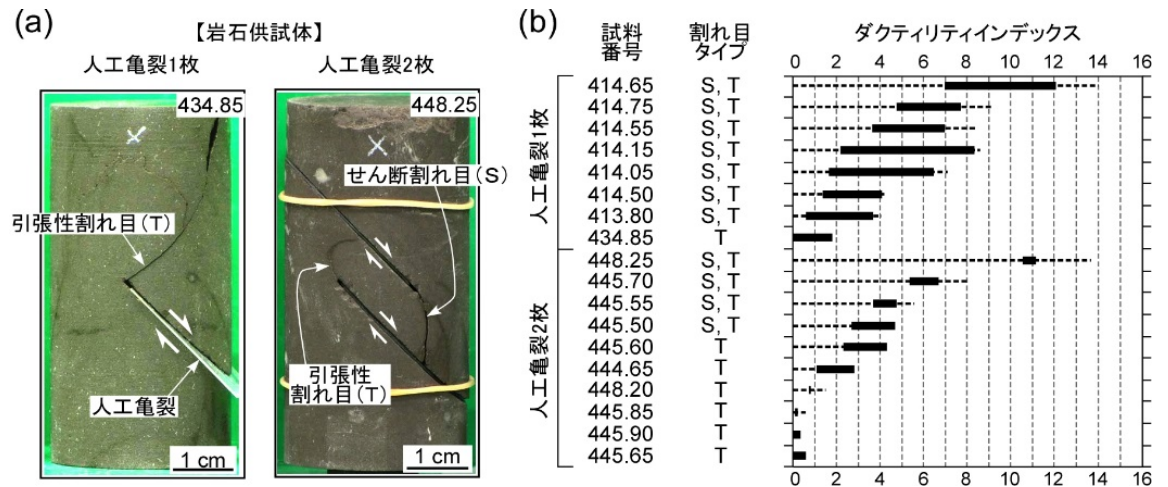 (a)
【岩石供試体】
人工亀裂1枚
人工亀裂2枚
434.85
448.25
せん断割れ目(S)
引張性割れ目(T)
引張性
割れ目(T)
人工亀裂
1 cm
1 cm
(b)
試料
番号
割れ目
タイプ
ダクティリティインデックス
0 2 4 6 8 10 12 14 16
人工亀裂1枚
414.65 S, T
414.75 S, T
414.55 S, T
414.15 S, T
414.05 S, T
414.50 S, T
413.80 S, T
434.85 T
人工亀裂2枚
448.25 S, T
445.70 S, T
445.55 S, T
445.50 S, T
445.60 T
444.65 T
448.20 T
445.85 T
445.90 T
445.65 T
0 2 4 6 8 10 12 14 16